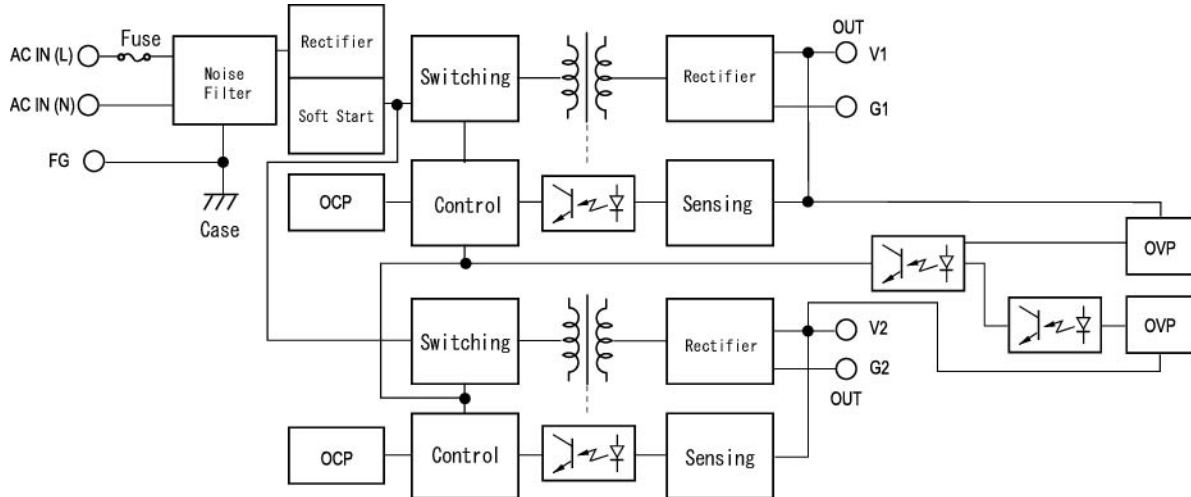 OUT
AC IN (L)
Fuse
Rectifier
V1
Noise
Filter
Switching
Rectifier
AC IN (N)
Soft Start
G1
FG
OCP
Control
Sensing
Case
OVP
Switching
Rectifier
V2
OVP
G2
OUT
OCP
Control
Sensing